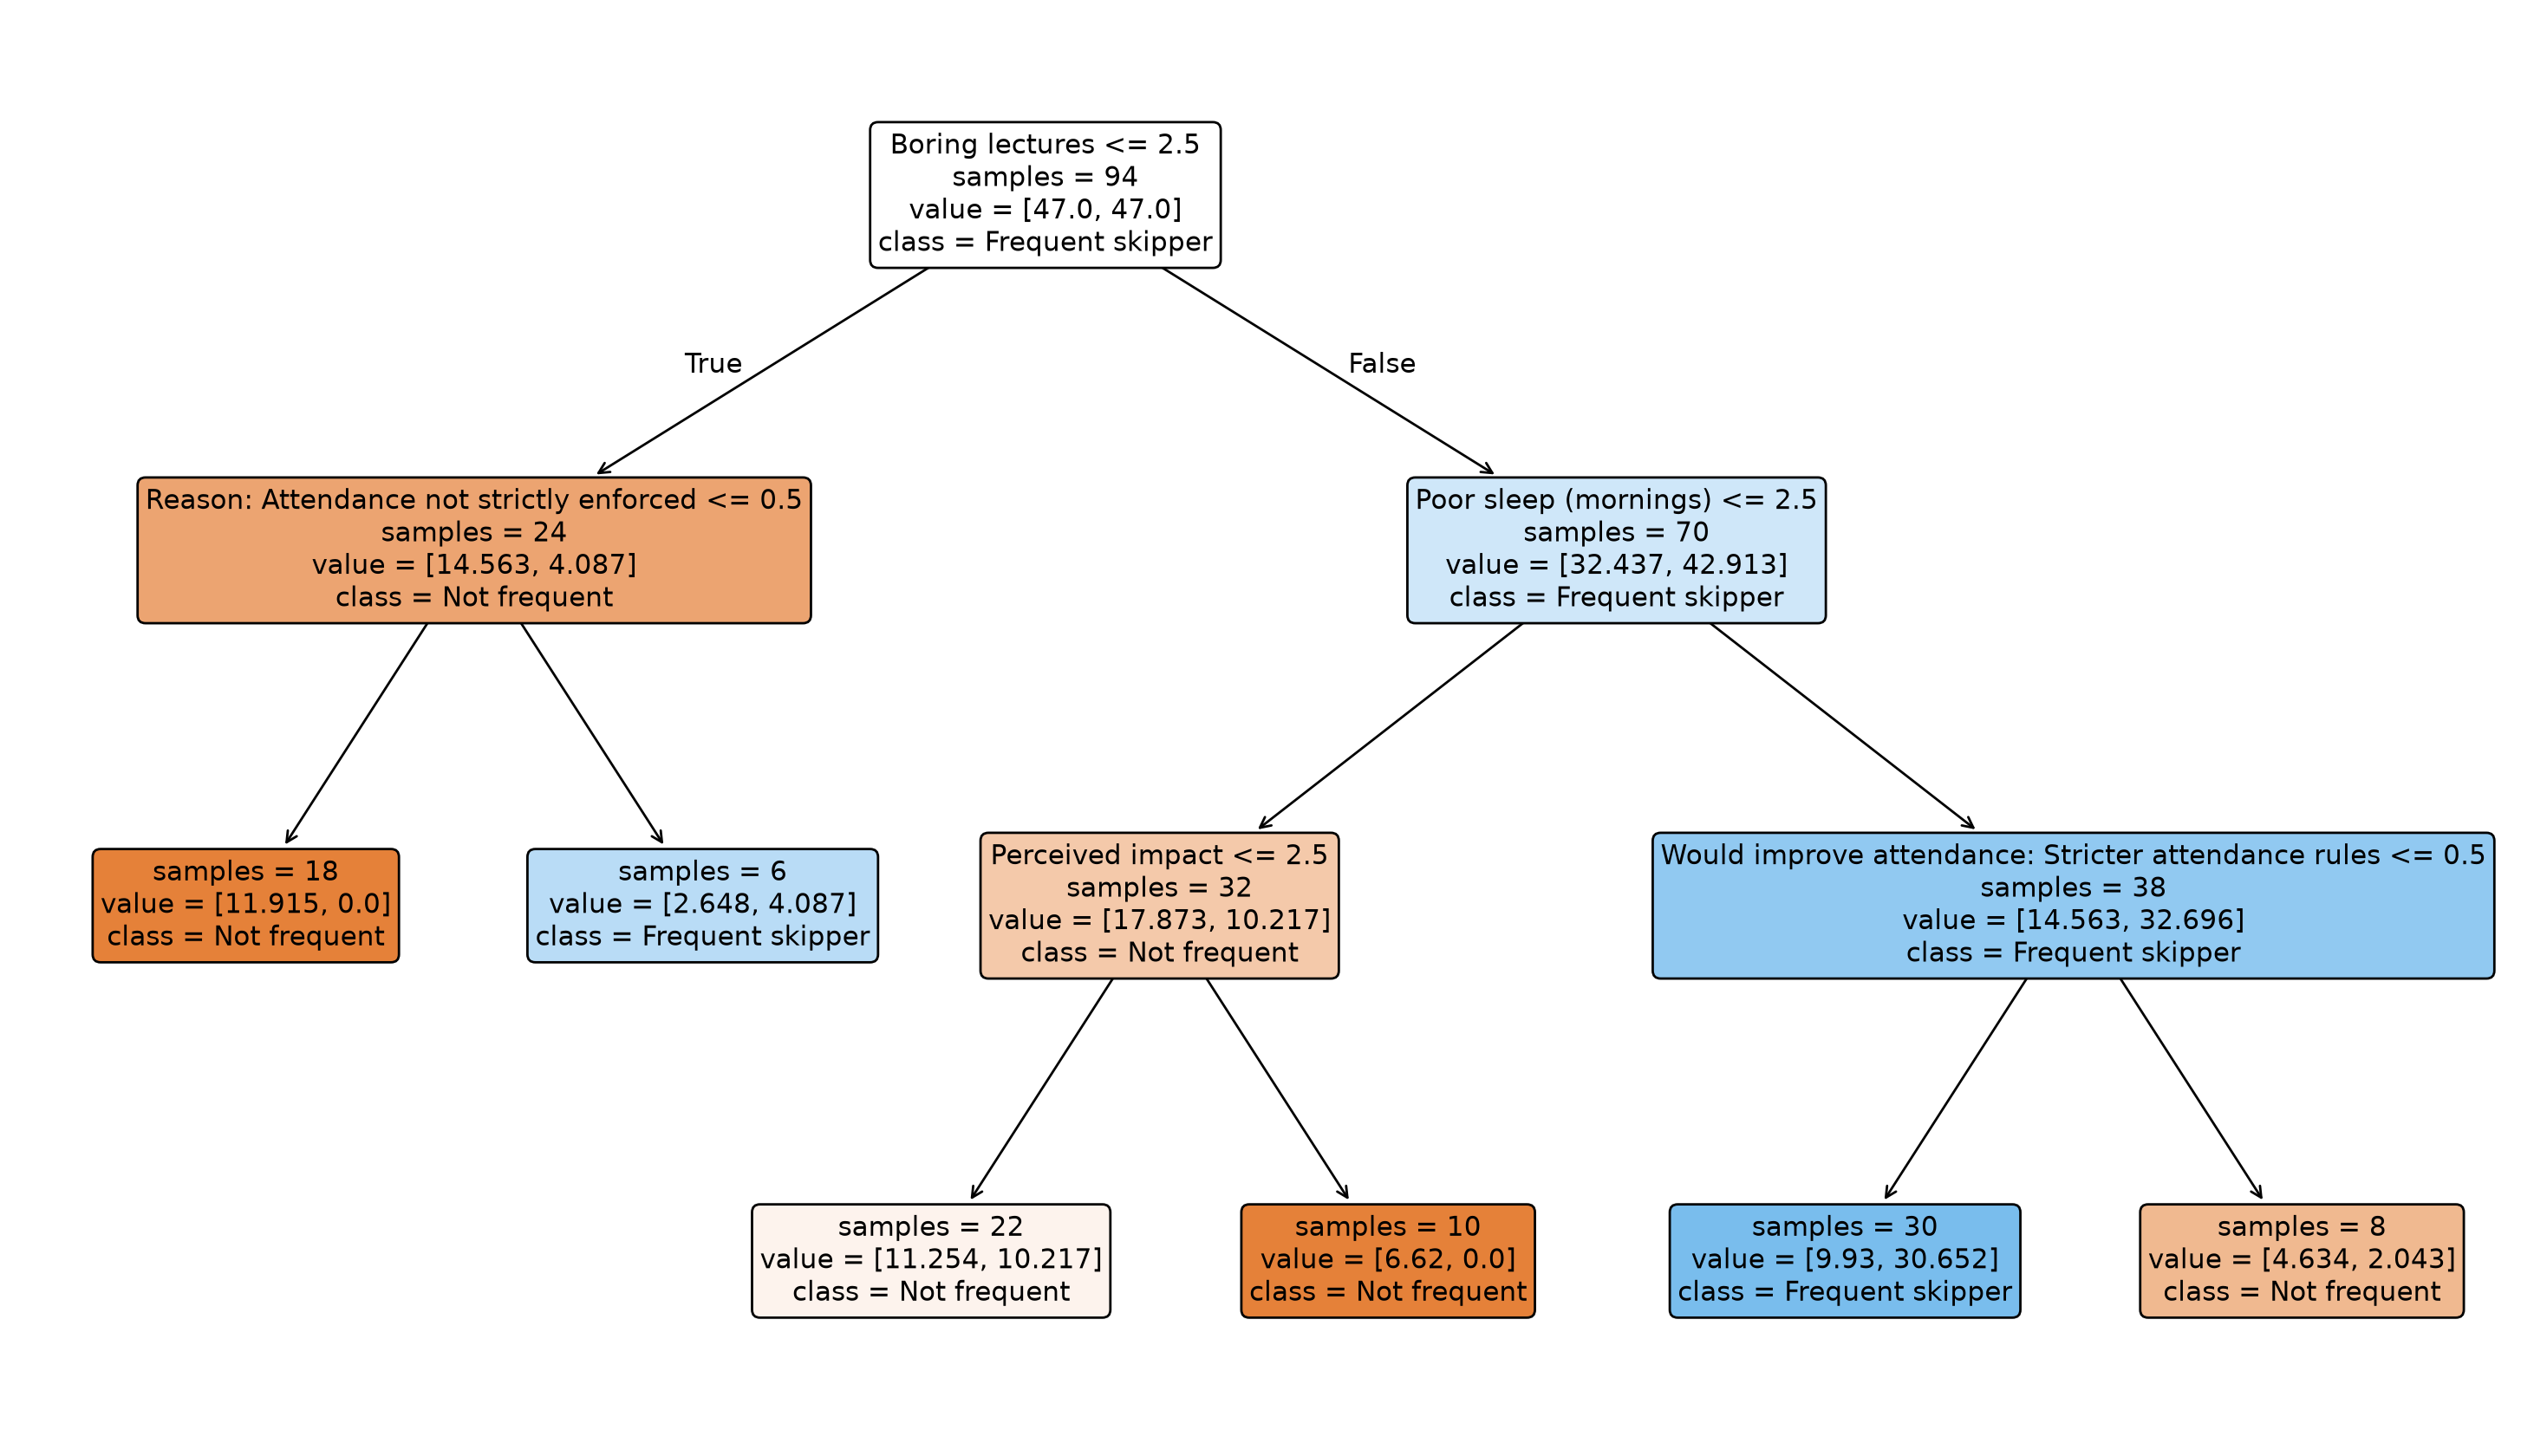 Boring lectures <= 2.5
samples = 94
value = [47.0, 47.0]
class = Frequent skipper
True
False
Reason: Attendance not strictly enforced <= 0.5
samples = 24
value = [14.563, 4.087]
class = Not frequent
Poor sleep (mornings) <= 2.5
samples = 70
value = [32.437, 42.913]
class = Frequent skipper
samples = 18
value = [11.915, 0.0]
class = Not frequent
samples = 6
value = [2.648, 4.087]
class = Frequent skipper
Perceived impact <= 2.5
samples = 32
value = [17.873, 10.217]
class = Not frequent
Would improve attendance: Stricter attendance rules <= 0.5
samples = 38
value = [14.563, 32.696]
class = Frequent skipper
samples = 22
value = [11.254, 10.217]
class = Not frequent
samples = 10
value = [6.62, 0.0]
class = Not frequent
samples = 30
value = [9.93, 30.652]
class = Frequent skipper
samples = 8
value = [4.634, 2.043]
class = Not frequent